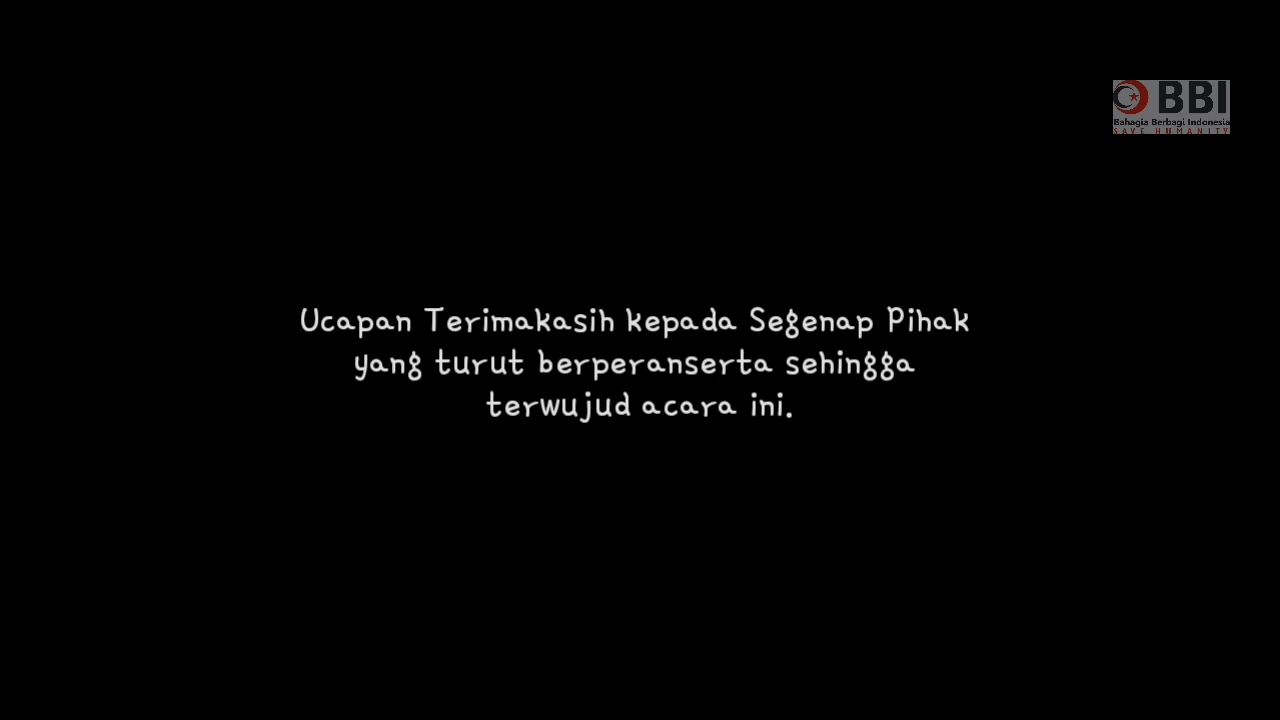 BBI
Bahagia Berbagi Indonesia
SAVE HUMANITY
Ucapan Terimakasih kepada Segenap Pihak
yang turut berperanserta sehingga
terwujud acara ini.